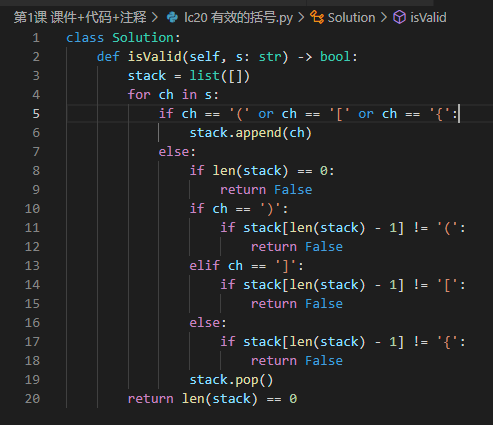 第1课 课件+代码+注释 > lc20 有效的括号.py > Solution > isValid
1 class Solution:
2     def isValid(self, s: str) -> bool:
3         stack = list([])
4         for ch in s:
5             if ch == '(' or ch == '[' or ch == '{':
6                 stack.append(ch)
7             else:
8                 if len(stack) == 0:
9                     return False
10                 if ch == ')':
11                     if stack[len(stack) - 1] != '(':
12                         return False
13                 elif ch == ']':
14                     if stack[len(stack) - 1] != '[':
15                         return False
16                 else:
17                     if stack[len(stack) - 1] != '{':
18                         return False
19                 stack.pop()
20         return len(stack) == 0